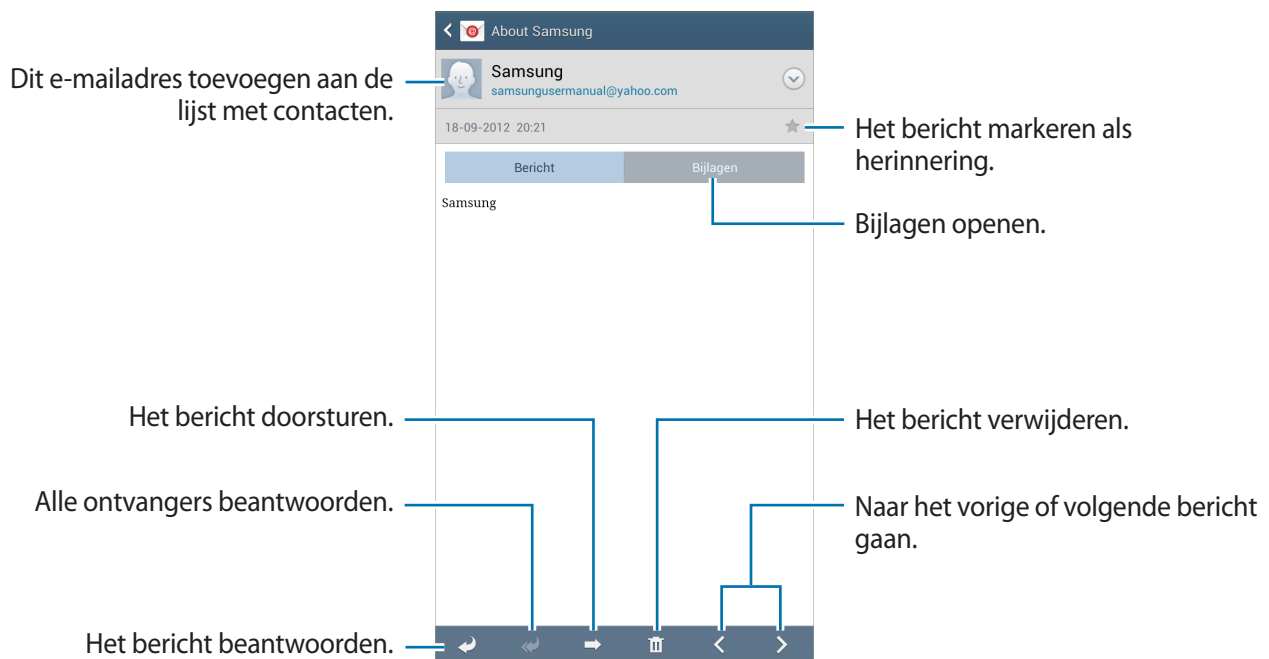 About Samsung
Dit e-mailadres toevoegen aan de
lijst met contacten.
Samsung
samsungusermanual@yahoo.com
18-09-2012 20:21
Het bericht markeren als
herinnering.
Bericht
Bijlagen
Samsung
Bijlagen openen.
Het bericht doorsturen.
Het bericht verwijderen.
Alle ontvangers beantwoorden.
Naar het vorige of volgende bericht
gaan.
Het bericht beantwoorden.